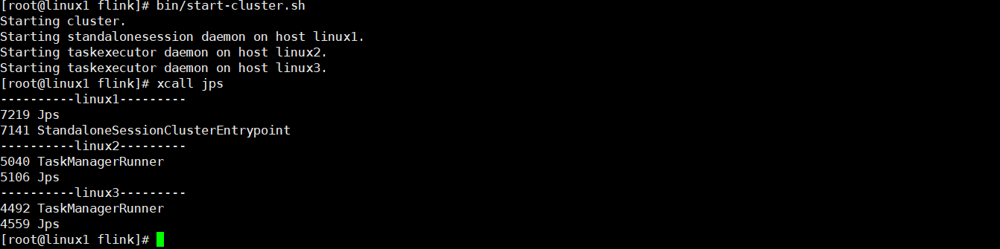 [root@linux1 flink]# bin/start-cluster.sh
Starting cluster.
Starting standalonesession daemon on host linux1.
Starting taskexecutor daemon on host linux2.
Starting taskexecutor daemon on host linux3.
[root@linux1 flink]# xcall jps
----------linux1---------
7219 Jps
7141 StandaloneSessionClusterEntrypoint
----------linux2---------
5040 TaskManagerRunner
5106 Jps
----------linux3---------
4492 TaskManagerRunner
4559 Jps
[root@linux1 flink]#